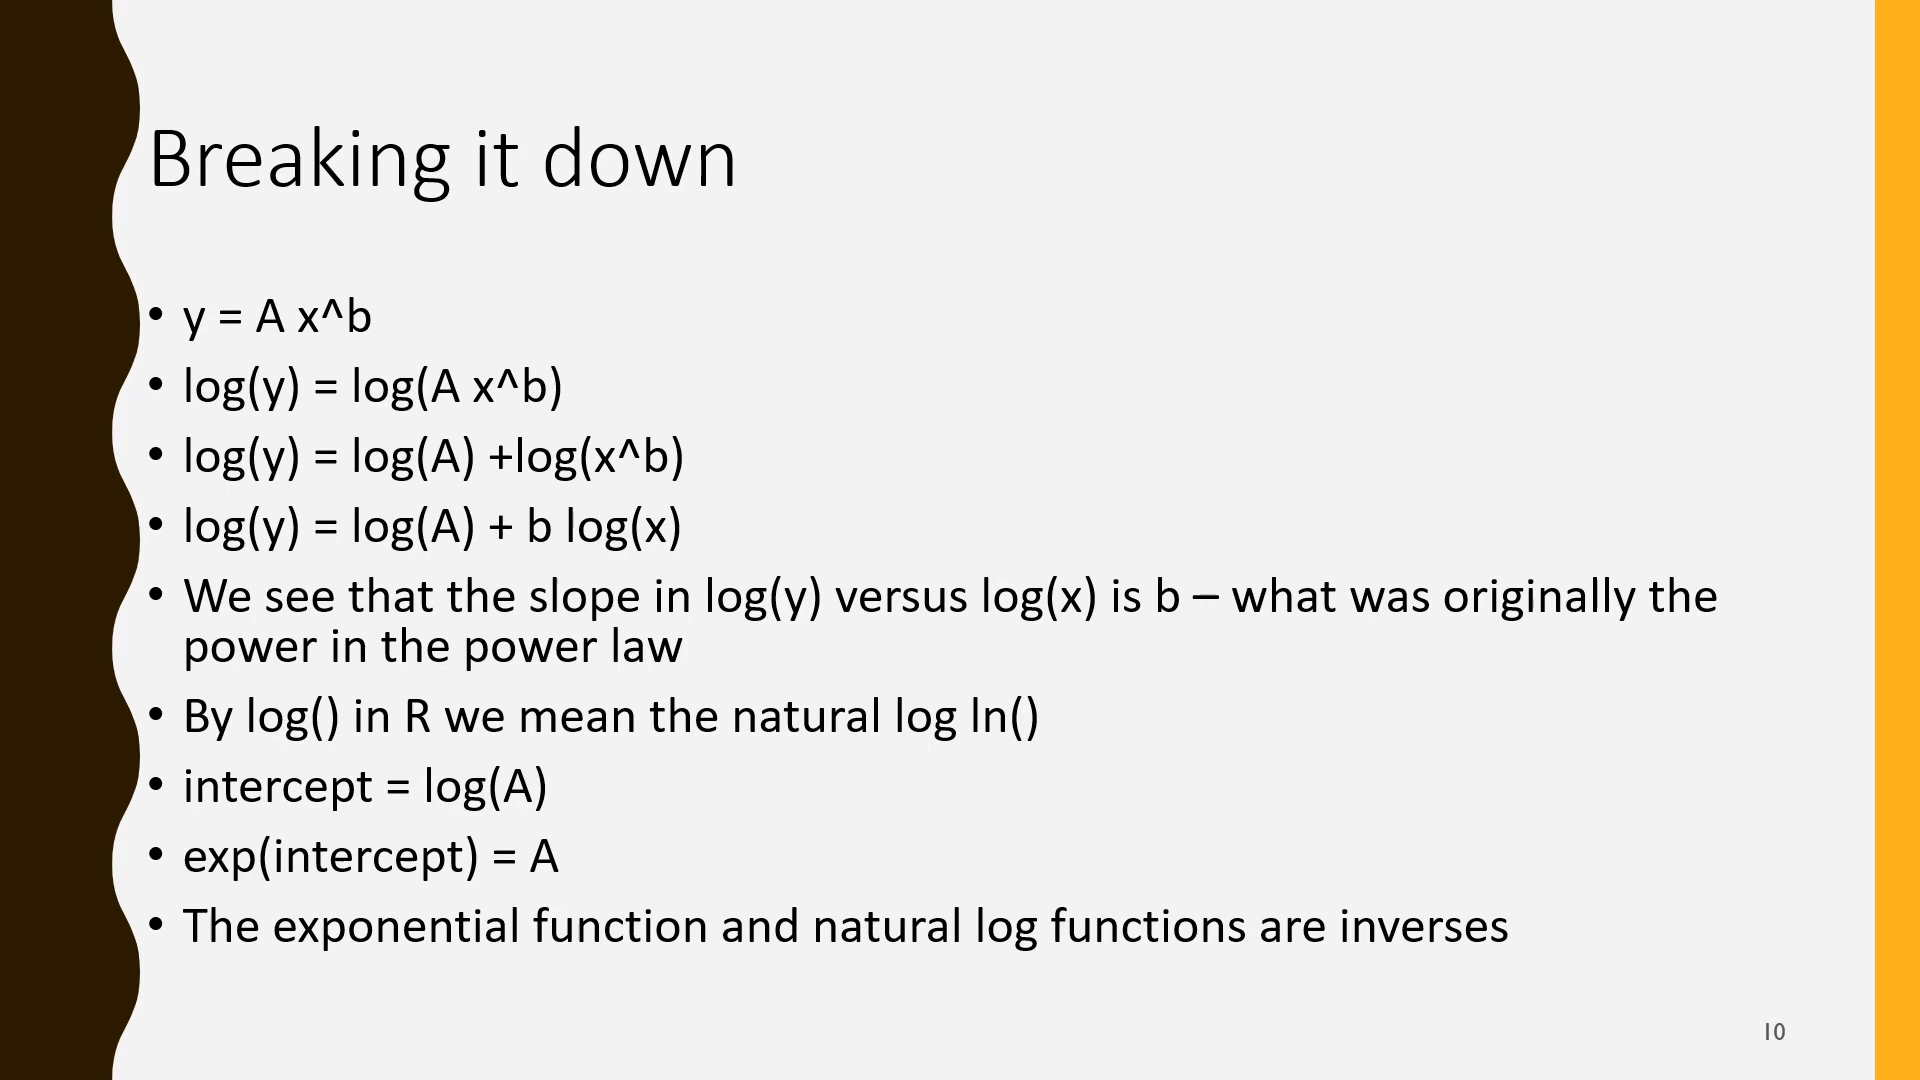 Breaking it down
• y = A x^b
• log(y) = log(A x^b)
• log(y) = log(A) +log(x^b)
• log(y) = log(A) + b log(x)
• We see that the slope in log(y) versus log(x) is b – what was originally the
power in the power law
• By log() in R we mean the natural log ln()
• intercept = log(A)
• exp(intercept) = A
• The exponential function and natural log functions are inverses
10